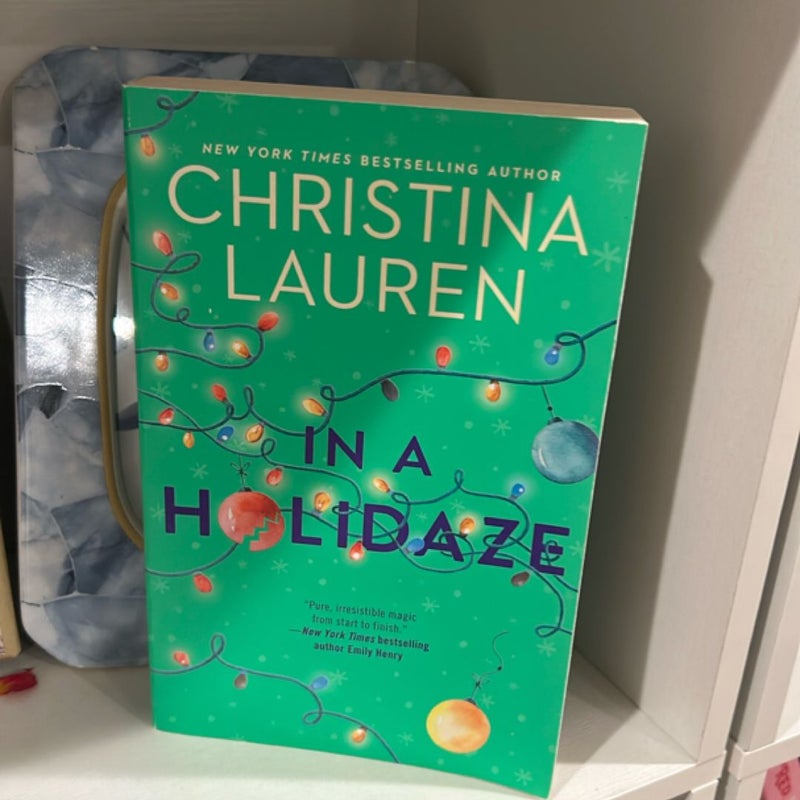 NEW YORK TIMES BESTSELLING AUTHOR
CHRISTINA
LAUREN
IN A
HOLIDAZE
"Pure, irresistible magic
from start to finish."
—New York Times bestselling
author Emily Henry